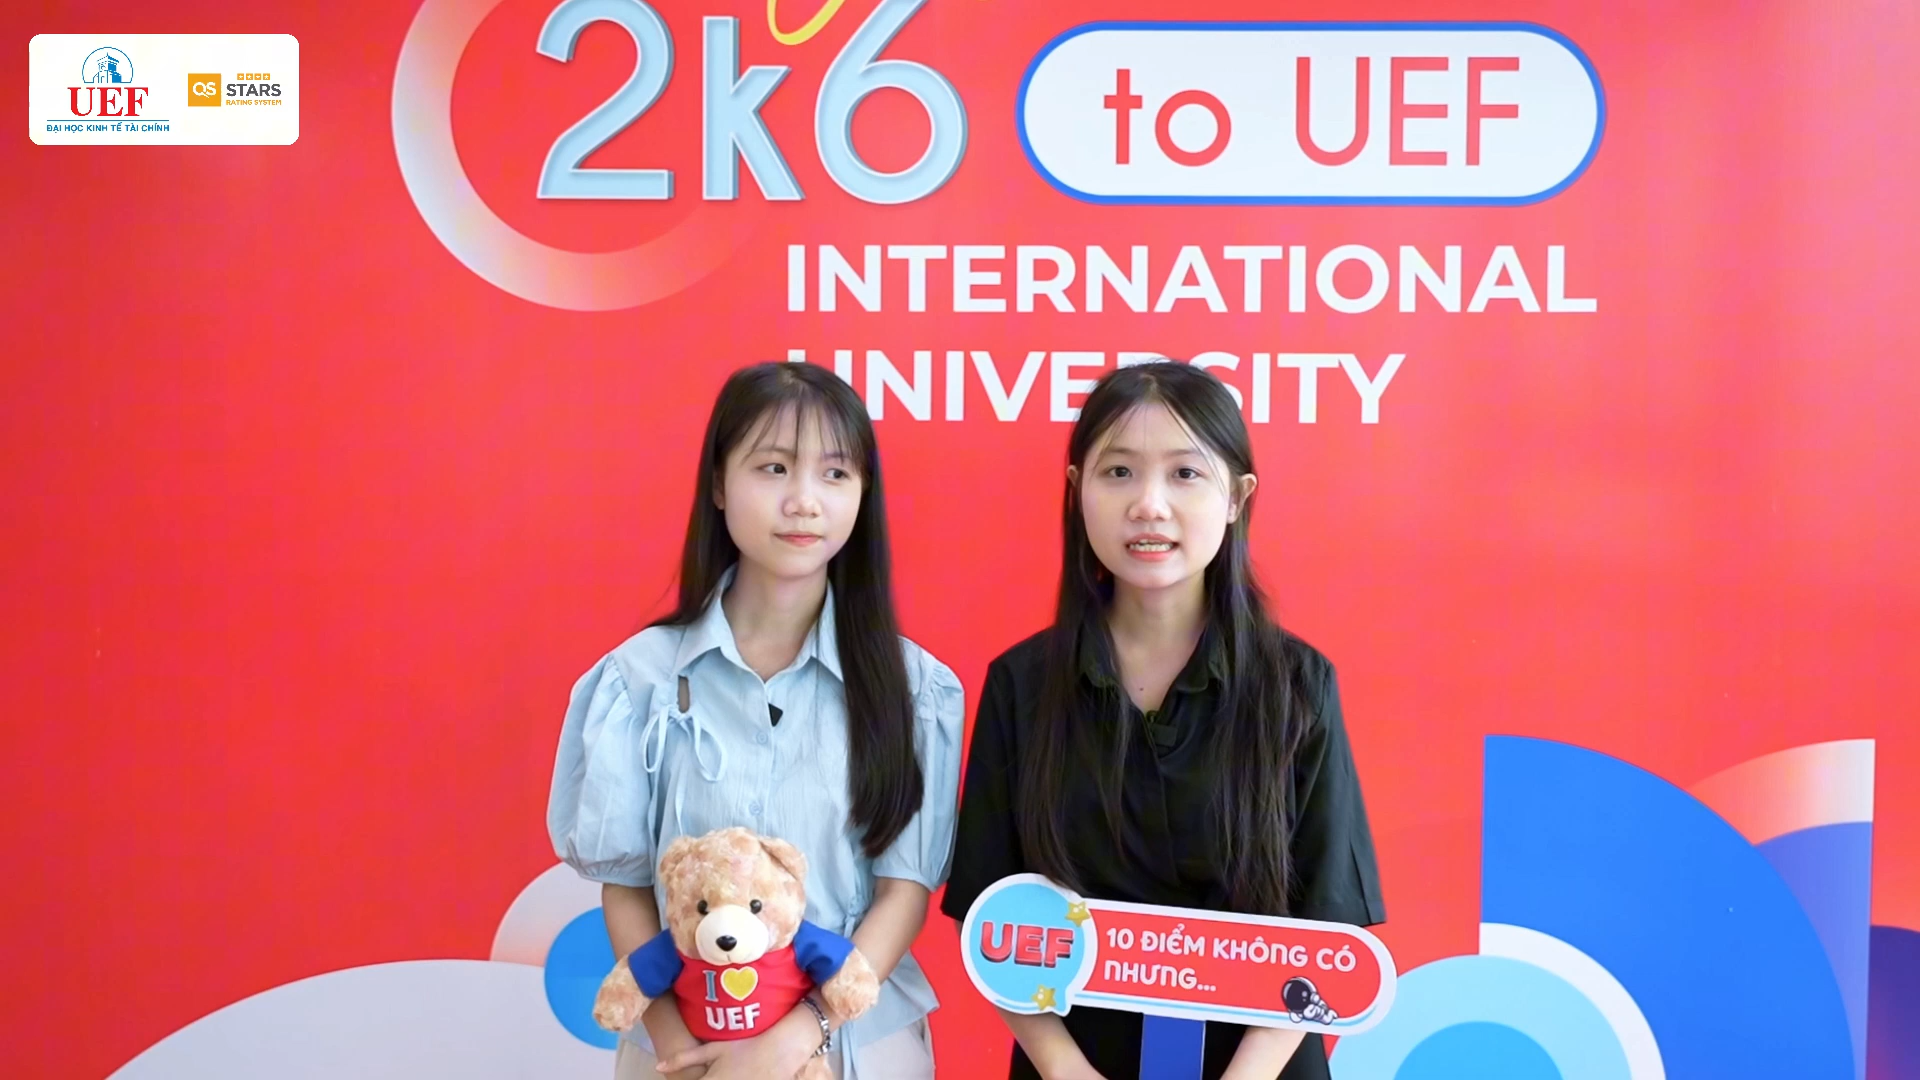 UEF
ĐẠI HỌC KINH TẾ TÀI CHÍNH
QS STARS
RATING SYSTEM
2k6
to UEF
INTERNATIONAL
UNIVERSITY
I
UEF
UEF
10 ĐIỂM KHÔNG CÓ
NHƯNG...